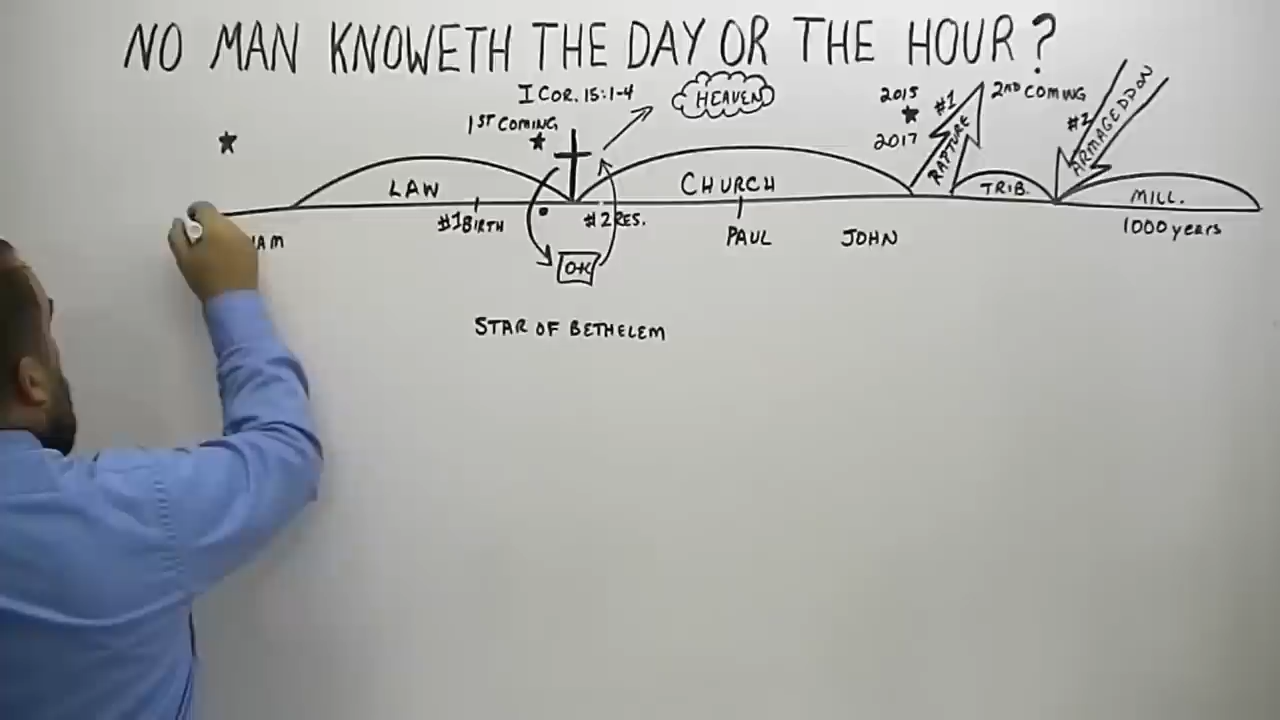 NO MAN KNOWETH THE DAY OR THE HOUR?
I COR. 15:1-4
HEAVEN
1ST COMING
2015
2017
#1
RAPTURE
2ND COMING
#2
ARMAGEDDON
LAW
CHURCH
TRIB.
MILL.
1000 years
#1 BIRTH
#2 RES.
PAUL
JOHN
OK
STAR OF BETHELEM